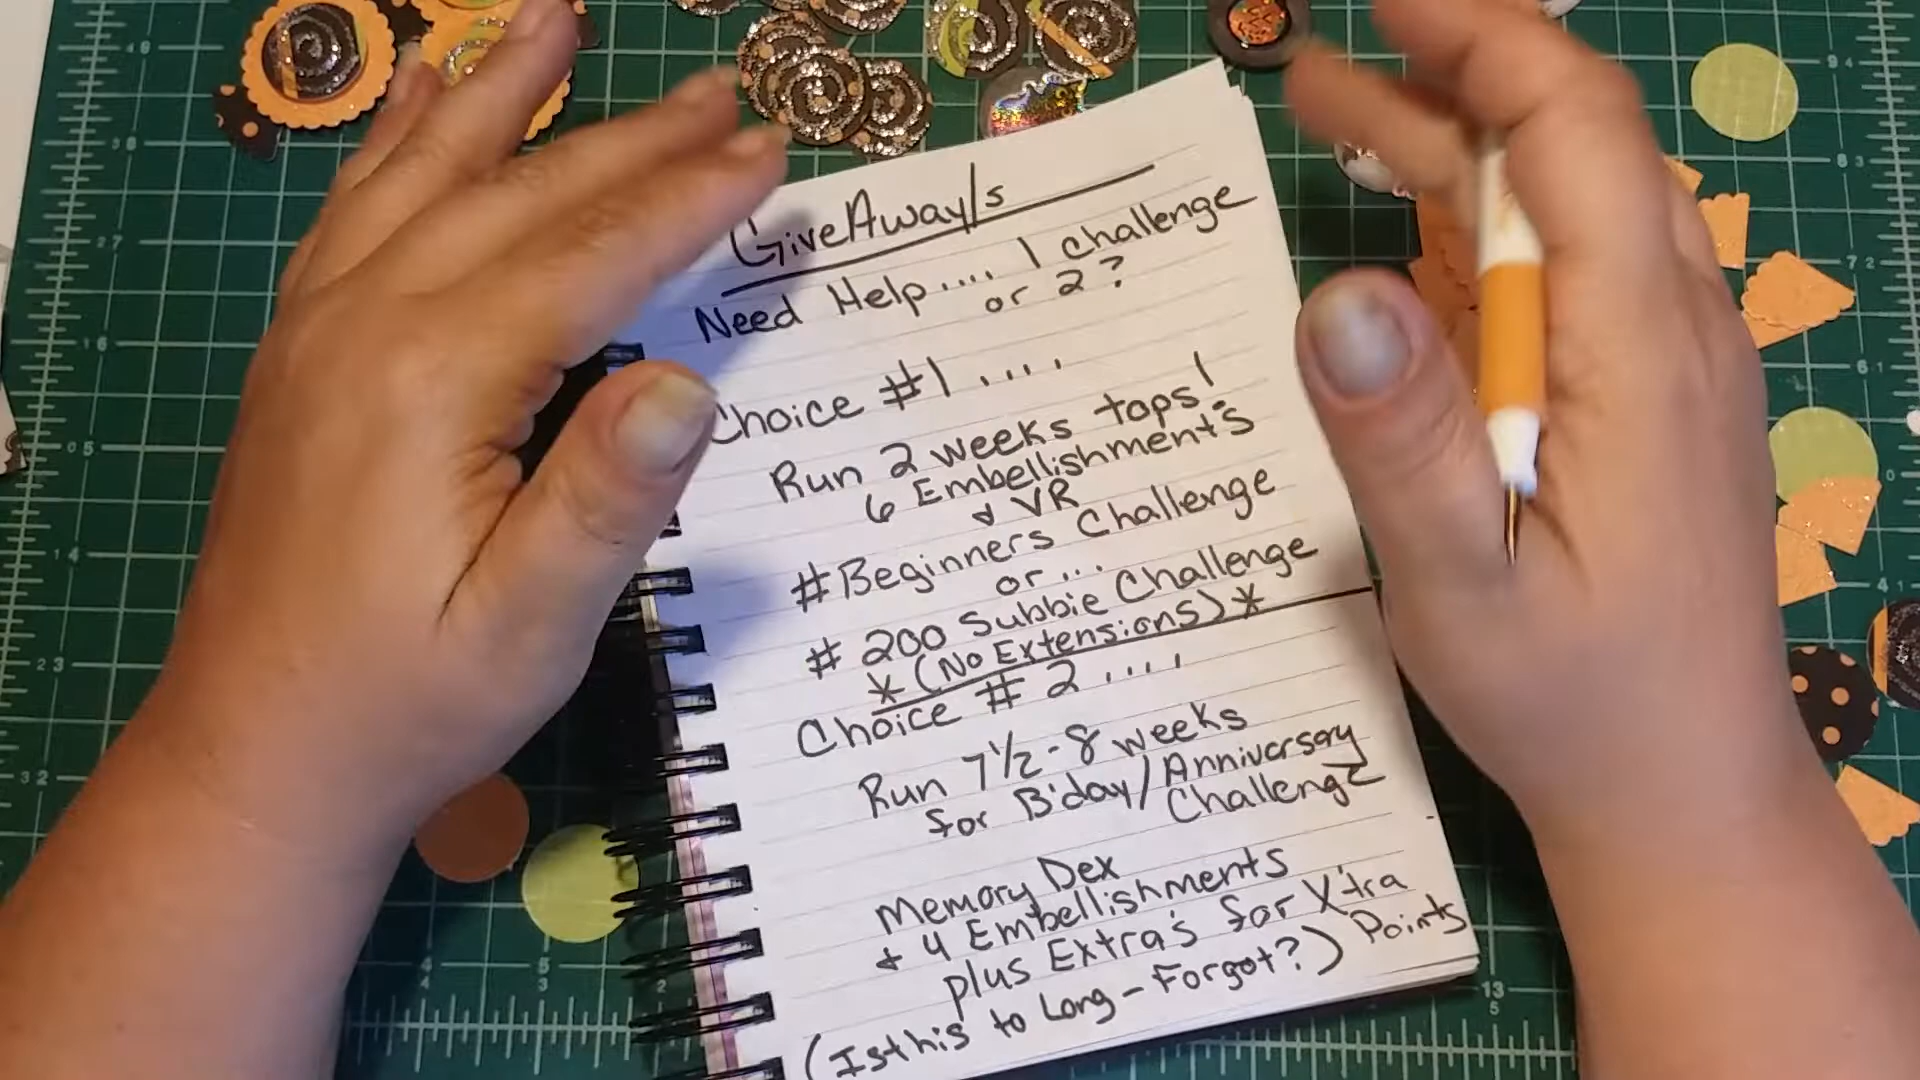 GiveAway/s
Need Help.... 1 challenge
or 2?
Choice #1 ....
Run 2 weeks tops!
6 Embellishment's
& VR
#Beginners Challenge
or...
# 200 Subbie Challenge
* (No Extensions) *
Choice # 2 ....
Run 7 1/2 - 8 weeks
for B'day/Anniversary
Challenge
Memory Dex
& 4 Embellishments
plus Extra's for X'tra
Points
(Is this to Long - Forgot?)